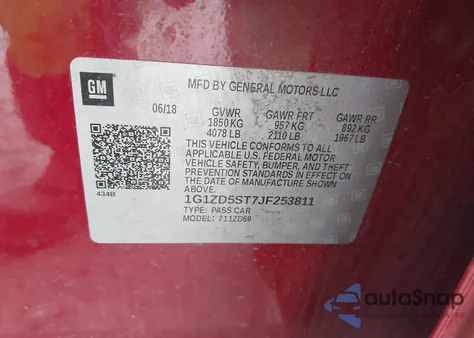 GM
MFD BY GENERAL MOTORS LLC
06/18
GVWR GAWR FRT GAWR RR
1850 KG 957 KG 892 KG
4078 LB 2110 LB 1967 LB
THIS VEHICLE CONFORMS TO ALL
APPLICABLE U.S. FEDERAL MOTOR
VEHICLE SAFETY, BUMPER, AND THEFT
PREVENTION STANDARDS IN EFFECT ON
THE DATE OF MANUFACTURE SHOWN
ABOVE.
434B
1G1ZD5ST7JF253811
TYPE: PASS CAR
MODEL: 711ZD69
autoSnap